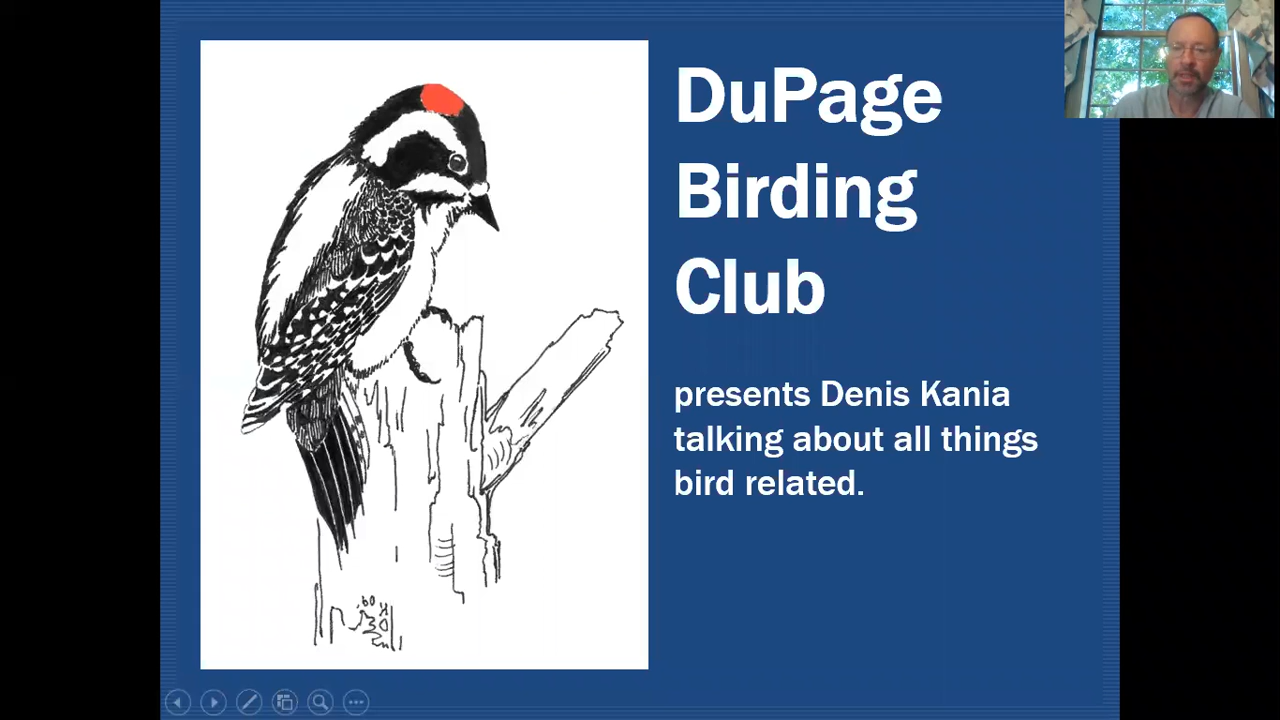 DuPage
Birding
Club
presents Denis Kania
talking about all things
bird related.